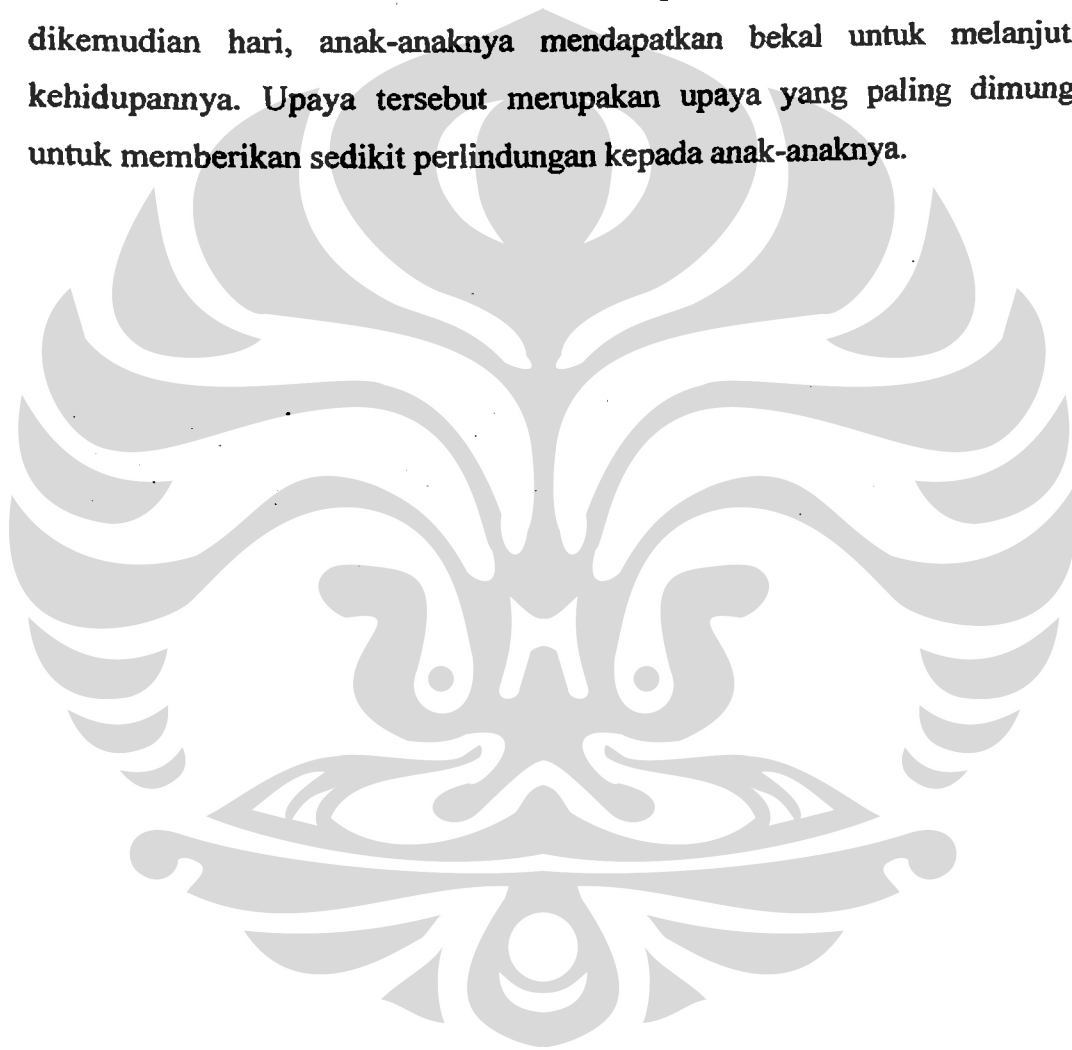 dikemudian hari, anak-anaknya mendapatkan bekal untuk melanjut
kehidupannya. Upaya tersebut merupakan upaya yang paling dimung
untuk memberikan sedikit perlindungan kepada anak-anaknya.